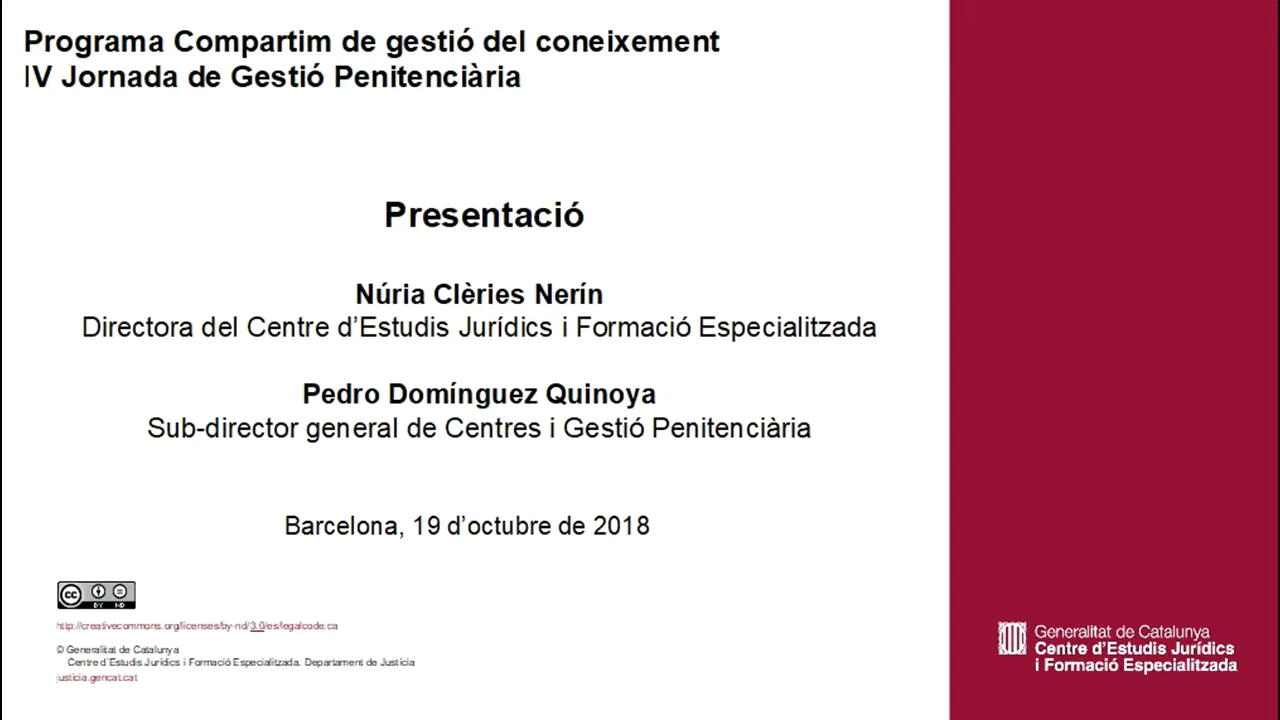 Programa Compartim de gestió del coneixement
IV Jornada de Gestió Penitenciària
Presentació
Núria Clèries Nerín
Directora del Centre d’Estudis Jurídics i Formació Especialitzada
Pedro Domínguez Quinoya
Sub-director general de Centres i Gestió Penitenciària
Barcelona, 19 d’octubre de 2018
cc
BY ND
http://creativecommons.org/licenses/by-nd/3.0/es/legalcode.ca
© Generalitat de Catalunya
Centre d’Estudis Jurídics i Formació Especialitzada. Departament de Justícia
justicia.gencat.cat
Generalitat de Catalunya
Centre d’Estudis Jurídics
i Formació Especialitzada